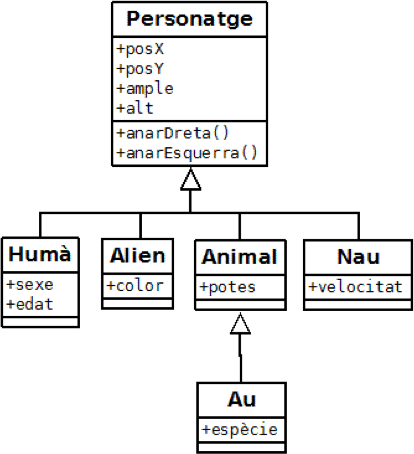 Personatge
+posX
+posY
+ample
+alt
+anarDreta()
+anarEsquerra()
Humà
+sexe
+edat
Alien
+color
Animal
+potes
Nau
+velocitat
Au
+espècie